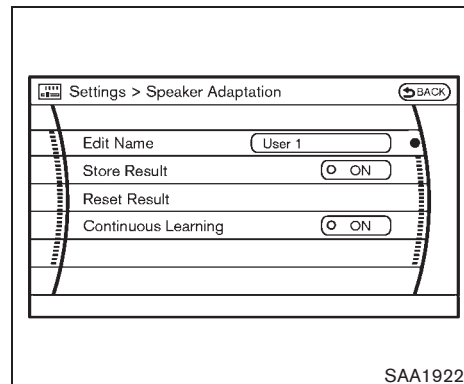 Settings > Speaker Adaptation
BACK
Edit Name User 1
Store Result ON
Reset Result
Continuous Learning ON
SAA1922